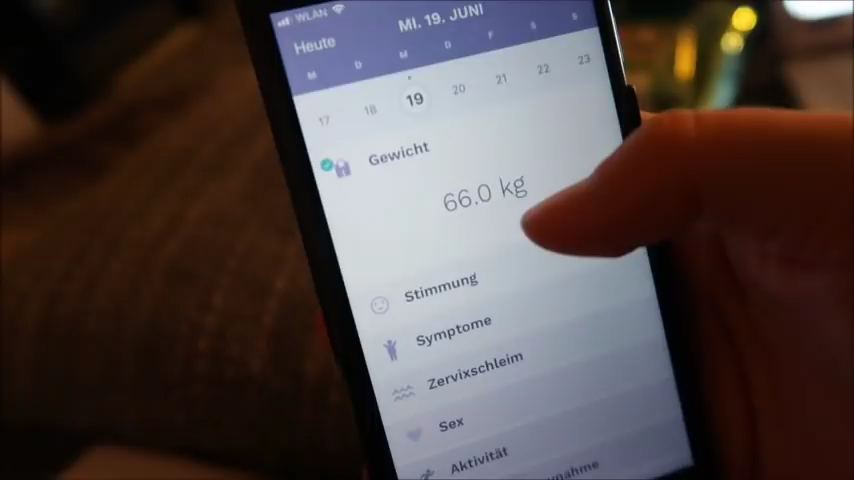 WLAN
Heute MI. 19. JUNI
M D M D F S S
17 18 19 20 21 22 23
Gewicht
66.0 kg
Stimmung
Symptome
Zervixschleim
Sex
Aktivität